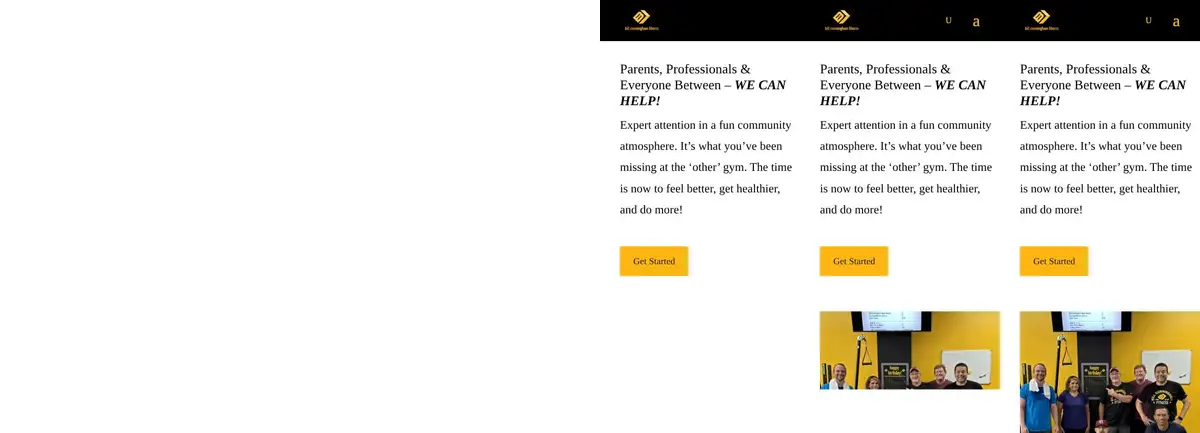 U a
U a
Parents, Professionals &
Everyone Between – WE CAN
HELP!
Expert attention in a fun community
atmosphere. It’s what you’ve been
missing at the ‘other’ gym. The time
is now to feel better, get healthier,
and do more!
Get Started
Parents, Professionals &
Everyone Between – WE CAN
HELP!
Expert attention in a fun community
atmosphere. It’s what you’ve been
missing at the ‘other’ gym. The time
is now to feel better, get healthier,
and do more!
Get Started
happy
birthday
Parents, Professionals &
Everyone Between – WE CAN
HELP!
Expert attention in a fun community
atmosphere. It’s what you’ve been
missing at the ‘other’ gym. The time
is now to feel better, get healthier,
and do more!
Get Started
happy
birthday